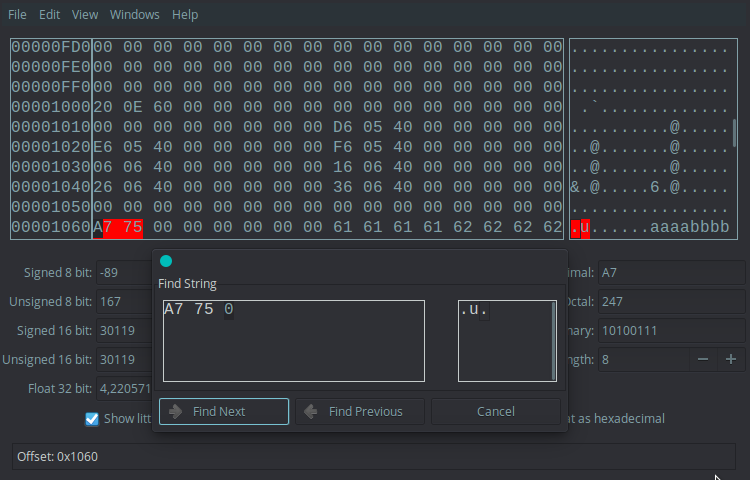 File Edit View Windows Help
00000FD0 00 00 00 00 00 00 00 00 00 00 00 00 00 00 00 00 ................
00000FE0 00 00 00 00 00 00 00 00 00 00 00 00 00 00 00 00 ................
00000FF0 00 00 00 00 00 00 00 00 00 00 00 00 00 00 00 00 ................
00001000 20 0E 60 00 00 00 00 00 00 00 00 00 00 00 00 00  .`.............
00001010 00 00 00 00 00 00 00 00 D6 05 40 00 00 00 00 00 ..........@.....
00001020 E6 05 40 00 00 00 00 00 F6 05 40 00 00 00 00 00 ..@.......@.....
00001030 06 06 40 00 00 00 00 00 16 06 40 00 00 00 00 00 ..@.......@.....
00001040 26 06 40 00 00 00 00 00 36 06 40 00 00 00 00 00 &.@.....6.@.....
00001050 00 00 00 00 00 00 00 00 00 00 00 00 00 00 00 00 ................
00001060 A7 75 00 00 00 00 00 00 61 61 61 61 62 62 62 62 .u......aaaabbbb
Find String
Signed 8 bit: -89 imal: A7
A7 75 0 .u.
Unsigned 8 bit: 167 Octal: 247
Signed 16 bit: 30119 nary: 10100111
Unsigned 16 bit: 30119 ngth: 8
Float 32 bit: 4,220571
Find Next Find Previous Cancel
Show litt at as hexadecimal
Offset: 0x1060